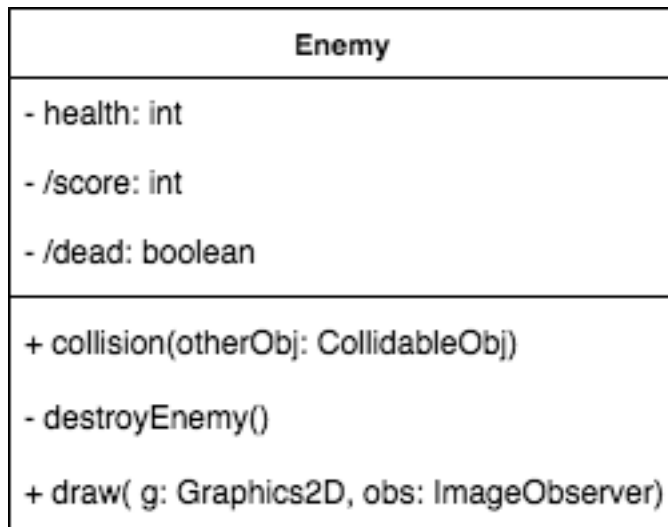 Enemy
- health: int
- /score: int
- /dead: boolean
+ collision(otherObj: CollidableObj)
- destroyEnemy()
+ draw( g: Graphics2D, obs: ImageObserver)